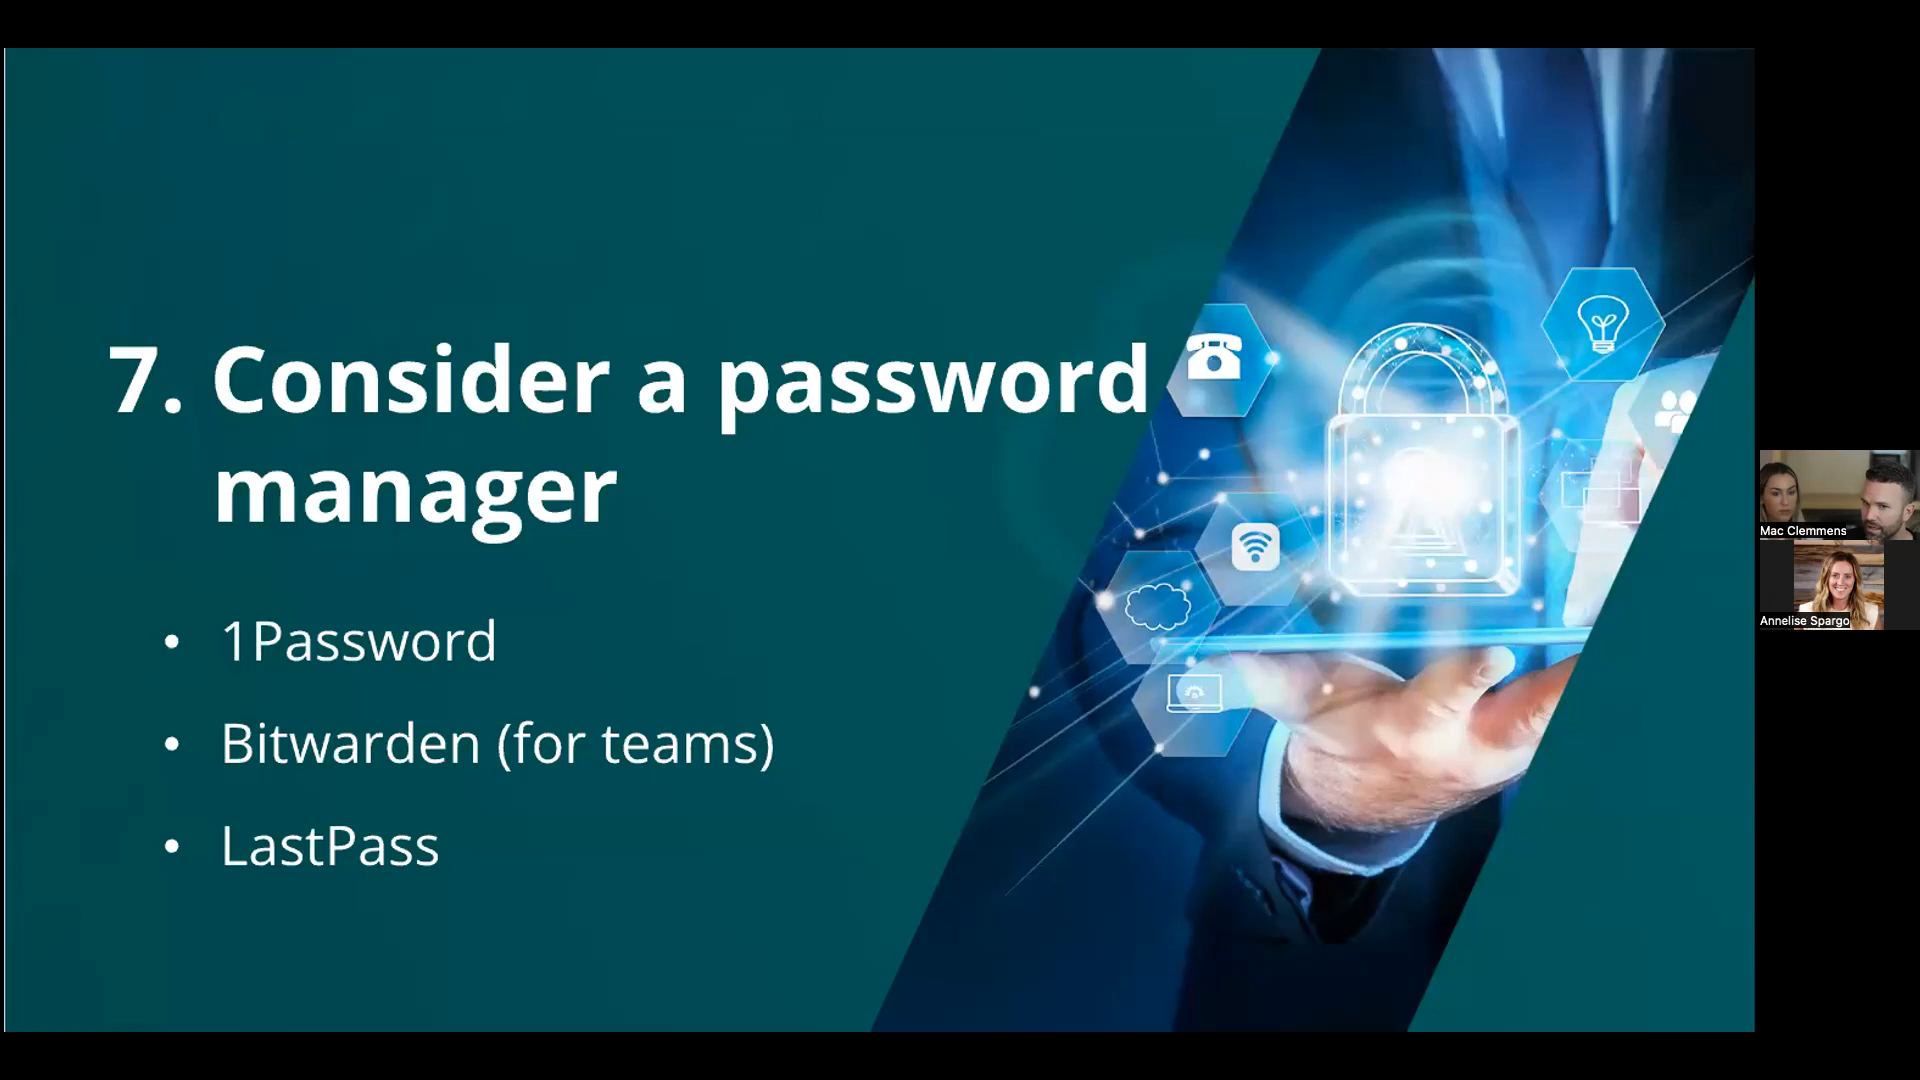 7. Consider a password
manager
• 1Password
• Bitwarden (for teams)
• LastPass
Mac Clemmens
Annelise Spargo